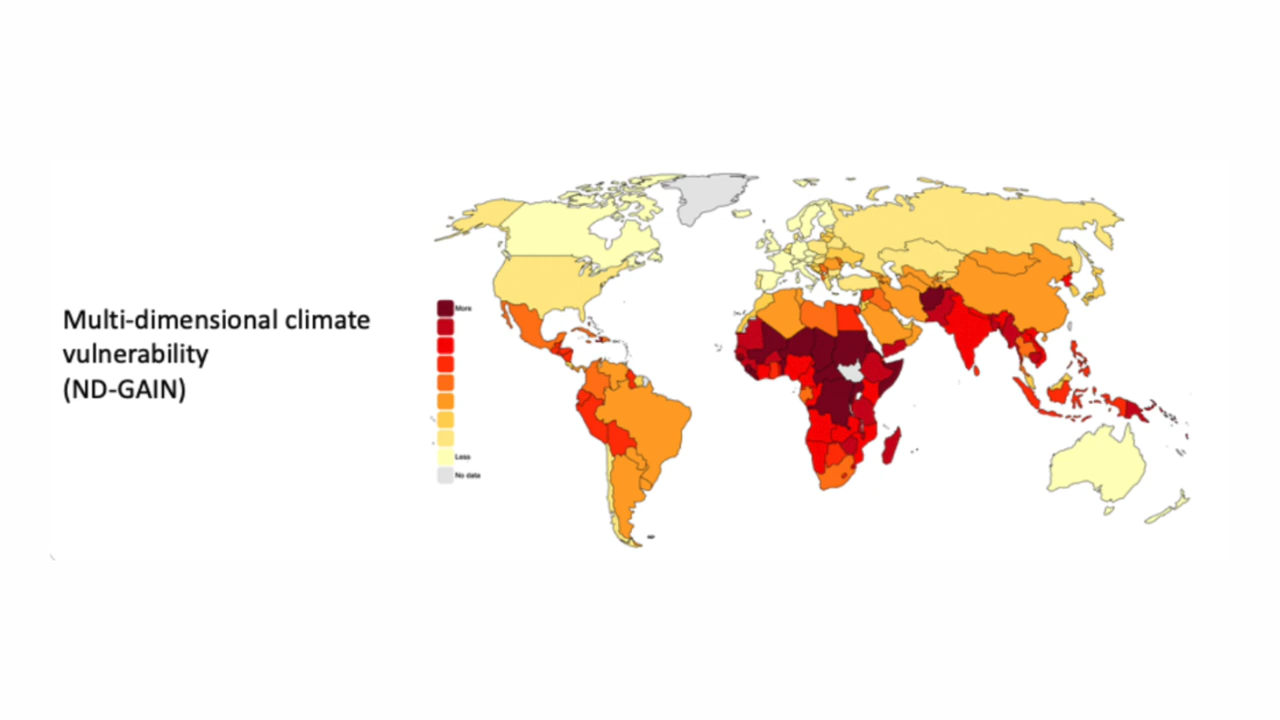 Multi-dimensional climate
vulnerability
(ND-GAIN)
More
Less
No data